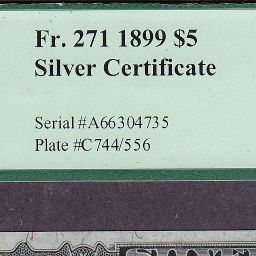 Fr. 271 1899 $5
Silver Certificate
Serial #A66304735
Plate #C744/556